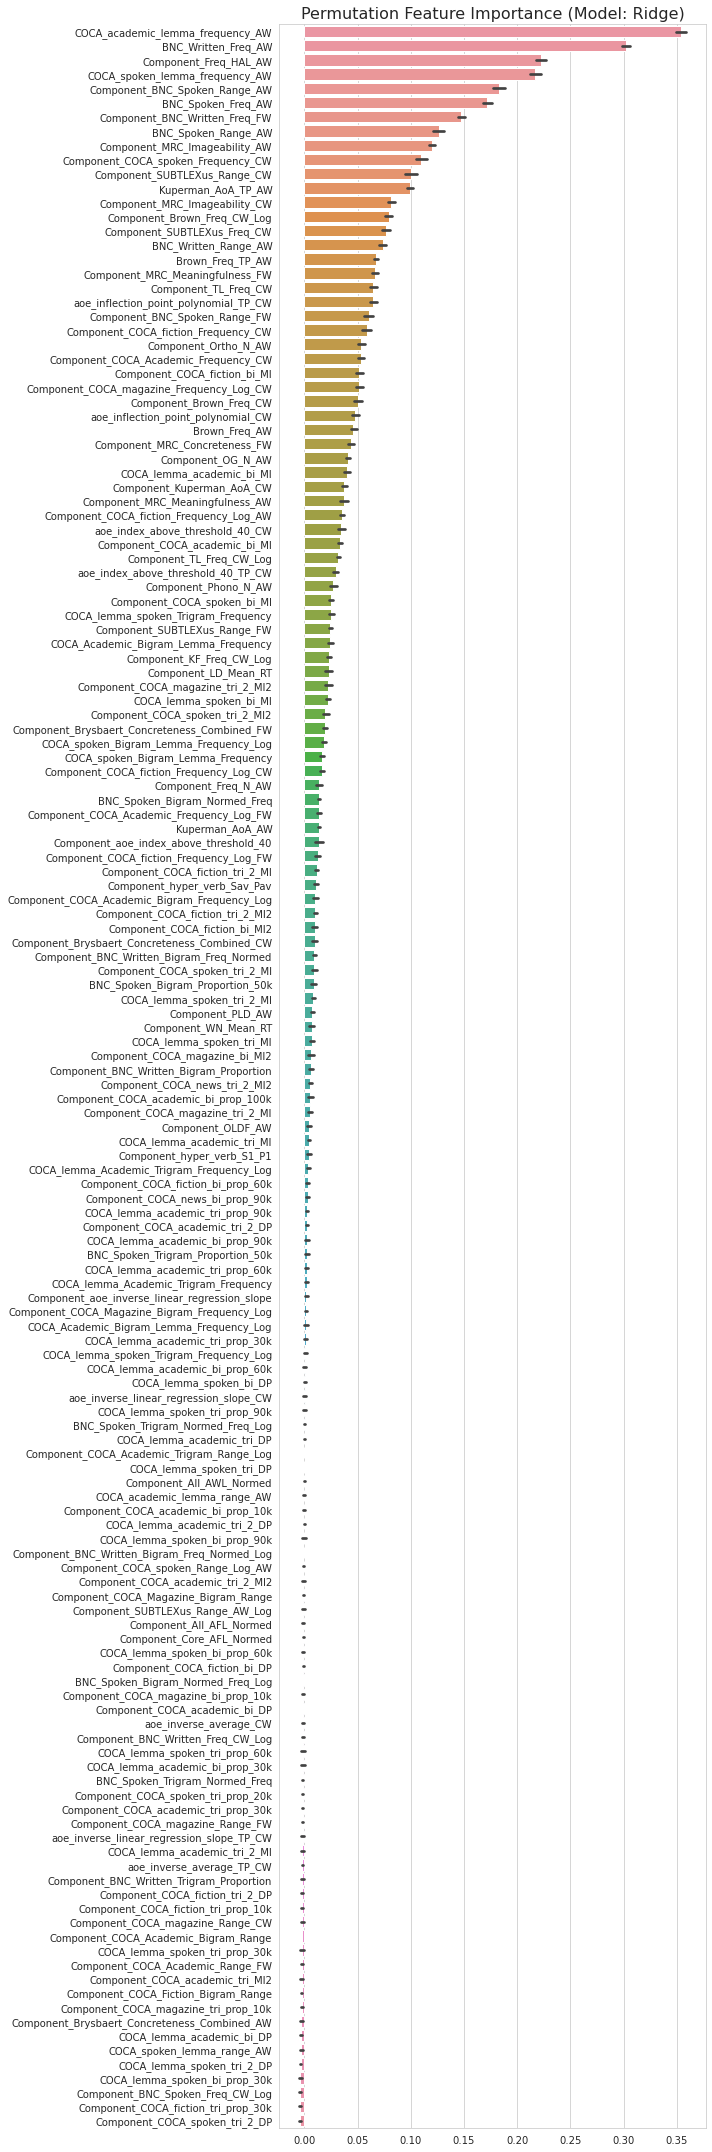 Permutation Feature Importance (Model: Ridge)
COCA_academic_lemma_frequency_AW
BNC_Written_Freq_AW
Component_Freq_HAL_AW
COCA_spoken_lemma_frequency_AW
Component_BNC_Spoken_Range_AW
BNC_Spoken_Freq_AW
Component_BNC_Written_Freq_FW
BNC_Spoken_Range_AW
Component_MRC_Imageability_AW
Component_COCA_spoken_Frequency_CW
Component_SUBTLEXus_Range_CW
Kuperman_AoA_TP_AW
Component_MRC_Imageability_CW
Component_Brown_Freq_CW_Log
Component_SUBTLEXus_Freq_CW
BNC_Written_Range_AW
Brown_Freq_TP_AW
Component_MRC_Meaningfulness_FW
Component_TL_Freq_CW
aoe_inflection_point_polynomial_TP_CW
Component_BNC_Spoken_Range_FW
Component_COCA_fiction_Frequency_CW
Component_Ortho_N_AW
Component_COCA_Academic_Frequency_CW
Component_COCA_fiction_bi_MI
Component_COCA_magazine_Frequency_Log_CW
Component_Brown_Freq_CW
aoe_inflection_point_polynomial_CW
Brown_Freq_AW
Component_MRC_Concreteness_FW
Component_OG_N_AW
COCA_lemma_academic_bi_MI
Component_Kuperman_AoA_CW
Component_MRC_Meaningfulness_AW
Component_COCA_fiction_Frequency_Log_AW
aoe_index_above_threshold_40_CW
Component_COCA_academic_bi_MI
Component_TL_Freq_CW_Log
aoe_index_above_threshold_40_TP_CW
Component_Phono_N_AW
Component_COCA_spoken_bi_MI
COCA_lemma_spoken_Trigram_Frequency
Component_SUBTLEXus_Range_FW
COCA_Academic_Bigram_Lemma_Frequency
Component_KF_Freq_CW_Log
Component_LD_Mean_RT
Component_COCA_magazine_tri_2_MI2
COCA_lemma_spoken_bi_MI
Component_COCA_spoken_tri_2_MI2
Component_Brysbaert_Concreteness_Combined_FW
COCA_spoken_Bigram_Lemma_Frequency_Log
COCA_spoken_Bigram_Lemma_Frequency
Component_COCA_fiction_Frequency_Log_CW
Component_Freq_N_AW
BNC_Spoken_Bigram_Normed_Freq
Component_COCA_Academic_Frequency_Log_FW
Kuperman_AoA_AW
Component_aoe_index_above_threshold_40
Component_COCA_fiction_Frequency_Log_FW
Component_COCA_fiction_tri_2_MI
Component_hyper_verb_Sav_Pav
Component_COCA_Academic_Bigram_Frequency_Log
Component_COCA_fiction_tri_2_MI2
Component_COCA_fiction_bi_MI2
Component_Brysbaert_Concreteness_Combined_CW
Component_BNC_Written_Bigram_Freq_Normed
Component_COCA_spoken_tri_2_MI
BNC_Spoken_Bigram_Proportion_50k
COCA_lemma_spoken_tri_2_MI
Component_PLD_AW
Component_WN_Mean_RT
COCA_lemma_spoken_tri_MI
Component_COCA_magazine_bi_MI2
Component_BNC_Written_Bigram_Proportion
Component_COCA_news_tri_2_MI2
Component_COCA_academic_bi_prop_100k
Component_COCA_magazine_tri_2_MI
Component_OLDF_AW
COCA_lemma_academic_tri_MI
Component_hyper_verb_S1_P1
COCA_lemma_Academic_Trigram_Frequency_Log
Component_COCA_fiction_bi_prop_60k
Component_COCA_news_bi_prop_90k
COCA_lemma_academic_tri_prop_90k
Component_COCA_academic_tri_2_DP
COCA_lemma_academic_bi_prop_90k
BNC_Spoken_Trigram_Proportion_50k
COCA_lemma_academic_tri_prop_60k
COCA_lemma_Academic_Trigram_Frequency
Component_aoe_inverse_linear_regression_slope
Component_COCA_Magazine_Bigram_Frequency_Log
COCA_Academic_Bigram_Lemma_Frequency_Log
COCA_lemma_academic_tri_prop_30k
COCA_lemma_spoken_Trigram_Frequency_Log
COCA_lemma_academic_bi_prop_60k
COCA_lemma_spoken_bi_DP
aoe_inverse_linear_regression_slope_CW
COCA_lemma_spoken_tri_prop_90k
BNC_Spoken_Trigram_Normed_Freq_Log
COCA_lemma_academic_tri_DP
Component_COCA_Academic_Trigram_Range_Log
COCA_lemma_spoken_tri_DP
Component_All_AWL_Normed
COCA_academic_lemma_range_AW
Component_COCA_academic_bi_prop_10k
COCA_lemma_academic_tri_2_DP
COCA_lemma_spoken_bi_prop_90k
Component_BNC_Written_Bigram_Freq_Normed_Log
Component_COCA_spoken_Range_Log_AW
Component_COCA_academic_tri_2_MI2
Component_COCA_Magazine_Bigram_Range
Component_SUBTLEXus_Range_AW_Log
Component_All_AFL_Normed
Component_Core_AFL_Normed
COCA_lemma_spoken_bi_prop_60k
Component_COCA_fiction_bi_DP
BNC_Spoken_Bigram_Normed_Freq_Log
Component_COCA_magazine_bi_prop_10k
Component_COCA_academic_bi_DP
aoe_inverse_average_CW
Component_BNC_Written_Freq_CW_Log
COCA_lemma_spoken_tri_prop_60k
COCA_lemma_academic_bi_prop_30k
BNC_Spoken_Trigram_Normed_Freq
Component_COCA_spoken_tri_prop_20k
Component_COCA_academic_tri_prop_30k
Component_COCA_magazine_Range_FW
aoe_inverse_linear_regression_slope_TP_CW
COCA_lemma_academic_tri_2_MI
aoe_inverse_average_TP_CW
Component_BNC_Written_Trigram_Proportion
Component_COCA_fiction_tri_2_DP
Component_COCA_fiction_tri_prop_10k
Component_COCA_magazine_Range_CW
Component_COCA_Academic_Bigram_Range
COCA_lemma_spoken_tri_prop_30k
Component_COCA_Academic_Range_FW
Component_COCA_academic_tri_MI2
Component_COCA_Fiction_Bigram_Range
Component_COCA_magazine_tri_prop_10k
Component_Brysbaert_Concreteness_Combined_AW
COCA_lemma_academic_bi_DP
COCA_spoken_lemma_range_AW
COCA_lemma_spoken_tri_2_DP
COCA_lemma_spoken_bi_prop_30k
Component_BNC_Spoken_Freq_CW_Log
Component_COCA_fiction_tri_prop_30k
Component_COCA_spoken_tri_2_DP
0.00 0.05 0.10 0.15 0.20 0.25 0.30 0.35